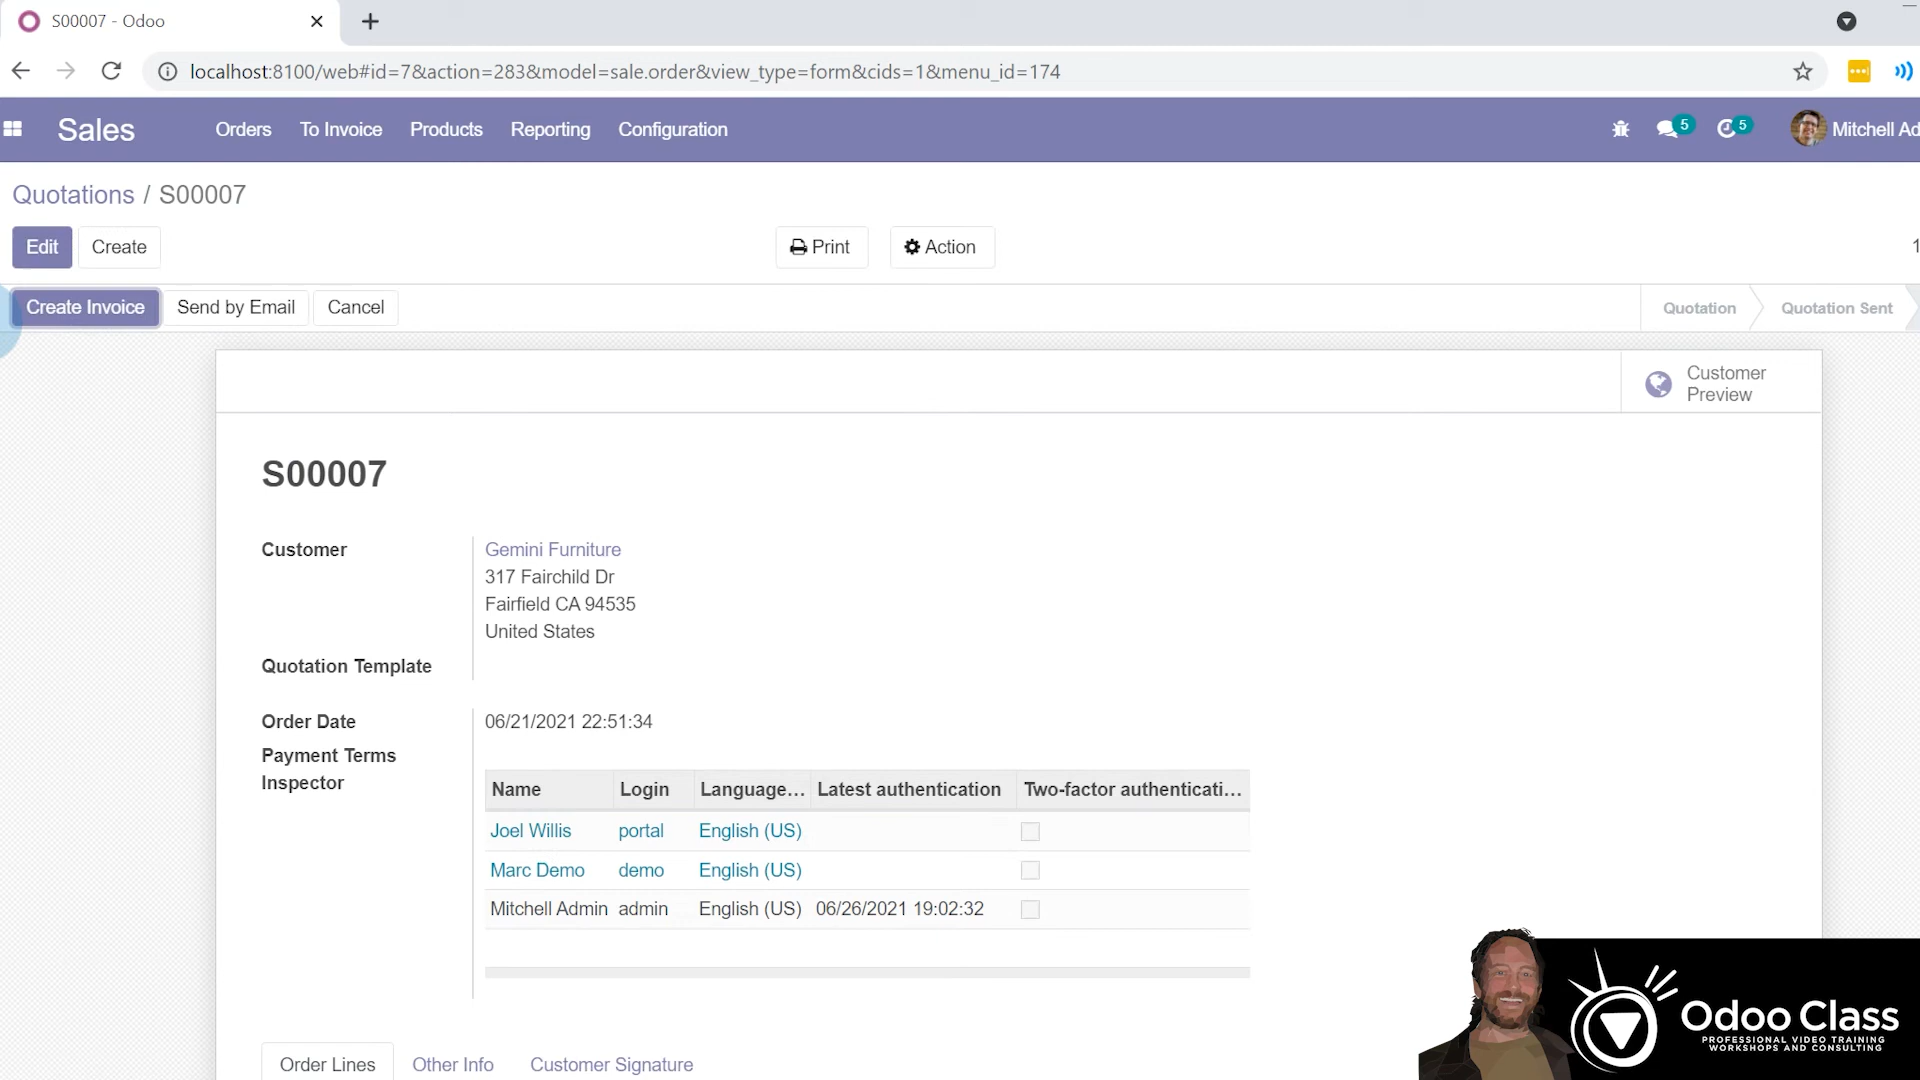 S00007 - Odoo
localhost:8100/web#id=7&action=283&model=sale.order&view_type=form&cids=1&menu_id=174
Sales Orders To Invoice Products Reporting Configuration 5 5 Mitchell Ad
Quotations / S00007
Edit Create Print Action 1
Create Invoice Send by Email Cancel Quotation Quotation Sent
Customer
Preview
S00007
Customer Gemini Furniture
317 Fairchild Dr
Fairfield CA 94535
United States
Quotation Template
Order Date 06/21/2021 22:51:34
Payment Terms
Inspector
Name Login Language... Latest authentication Two-factor authenticati...
Joel Willis portal English (US)
Marc Demo demo English (US)
Mitchell Admin admin English (US) 06/26/2021 19:02:32
Order Lines Other Info Customer Signature
Odoo Class
PROFESSIONAL VIDEO TRAINING
WORKSHOPS AND CONSULTING